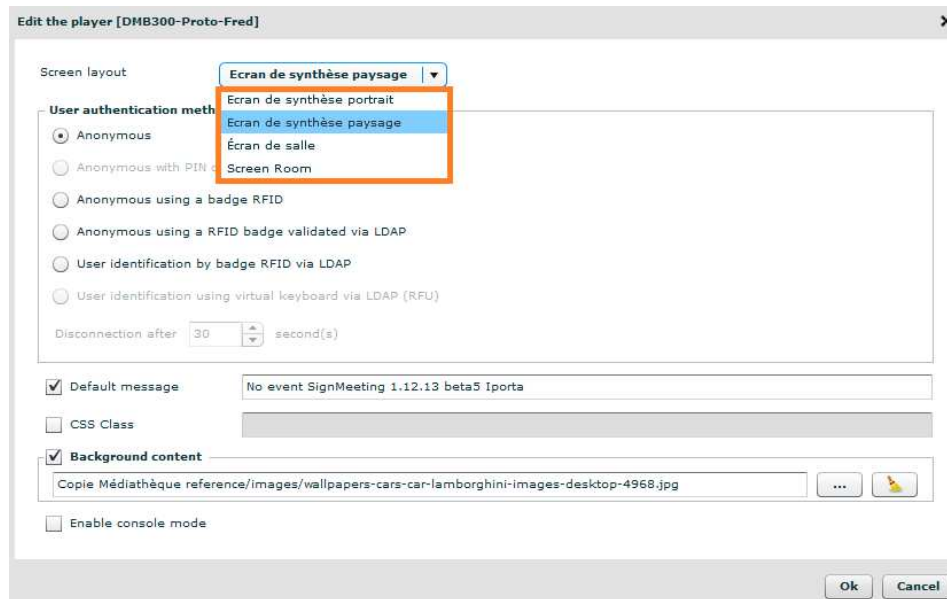 Edit the player [DMB300-Proto-Fred]
Screen layout
Ecran de synthèse paysage
Ecran de synthèse portrait
Ecran de synthèse paysage
Écran de salle
Screen Room
User authentication meth
Anonymous
Anonymous with PIN
Anonymous using a badge RFID
Anonymous using a RFID badge validated via LDAP
User identification by badge RFID via LDAP
User identification using virtual keyboard via LDAP (RFU)
Disconnection after 30 second(s)
Default message No event SignMeeting 1.12.13 beta5 Iporta
CSS Class
Background content
Copie Médiathèque reference/images/wallpapers-cars-car-lamborghini-images-desktop-4968.jpg ...
Enable console mode
Ok Cancel